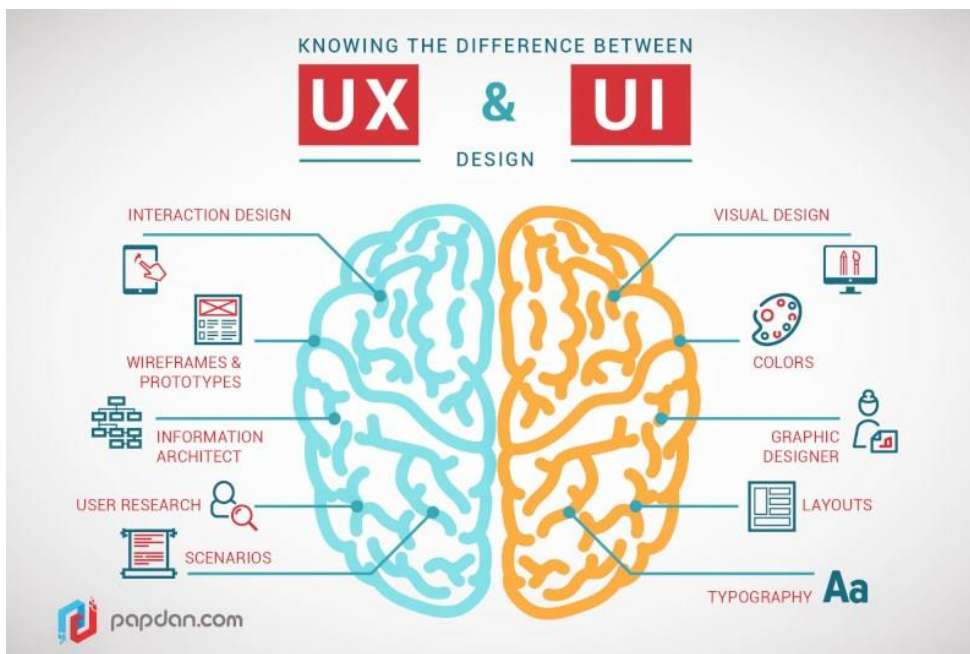 KNOWING THE DIFFERENCE BETWEEN
UX & UI
DESIGN
INTERACTION DESIGN
WIREFRAMES &
PROTOTYPES
INFORMATION
ARCHITECT
USER RESEARCH
SCENARIOS
VISUAL DESIGN
COLORS
GRAPHIC
DESIGNER
LAYOUTS
TYPOGRAPHY Aa
papdan.com